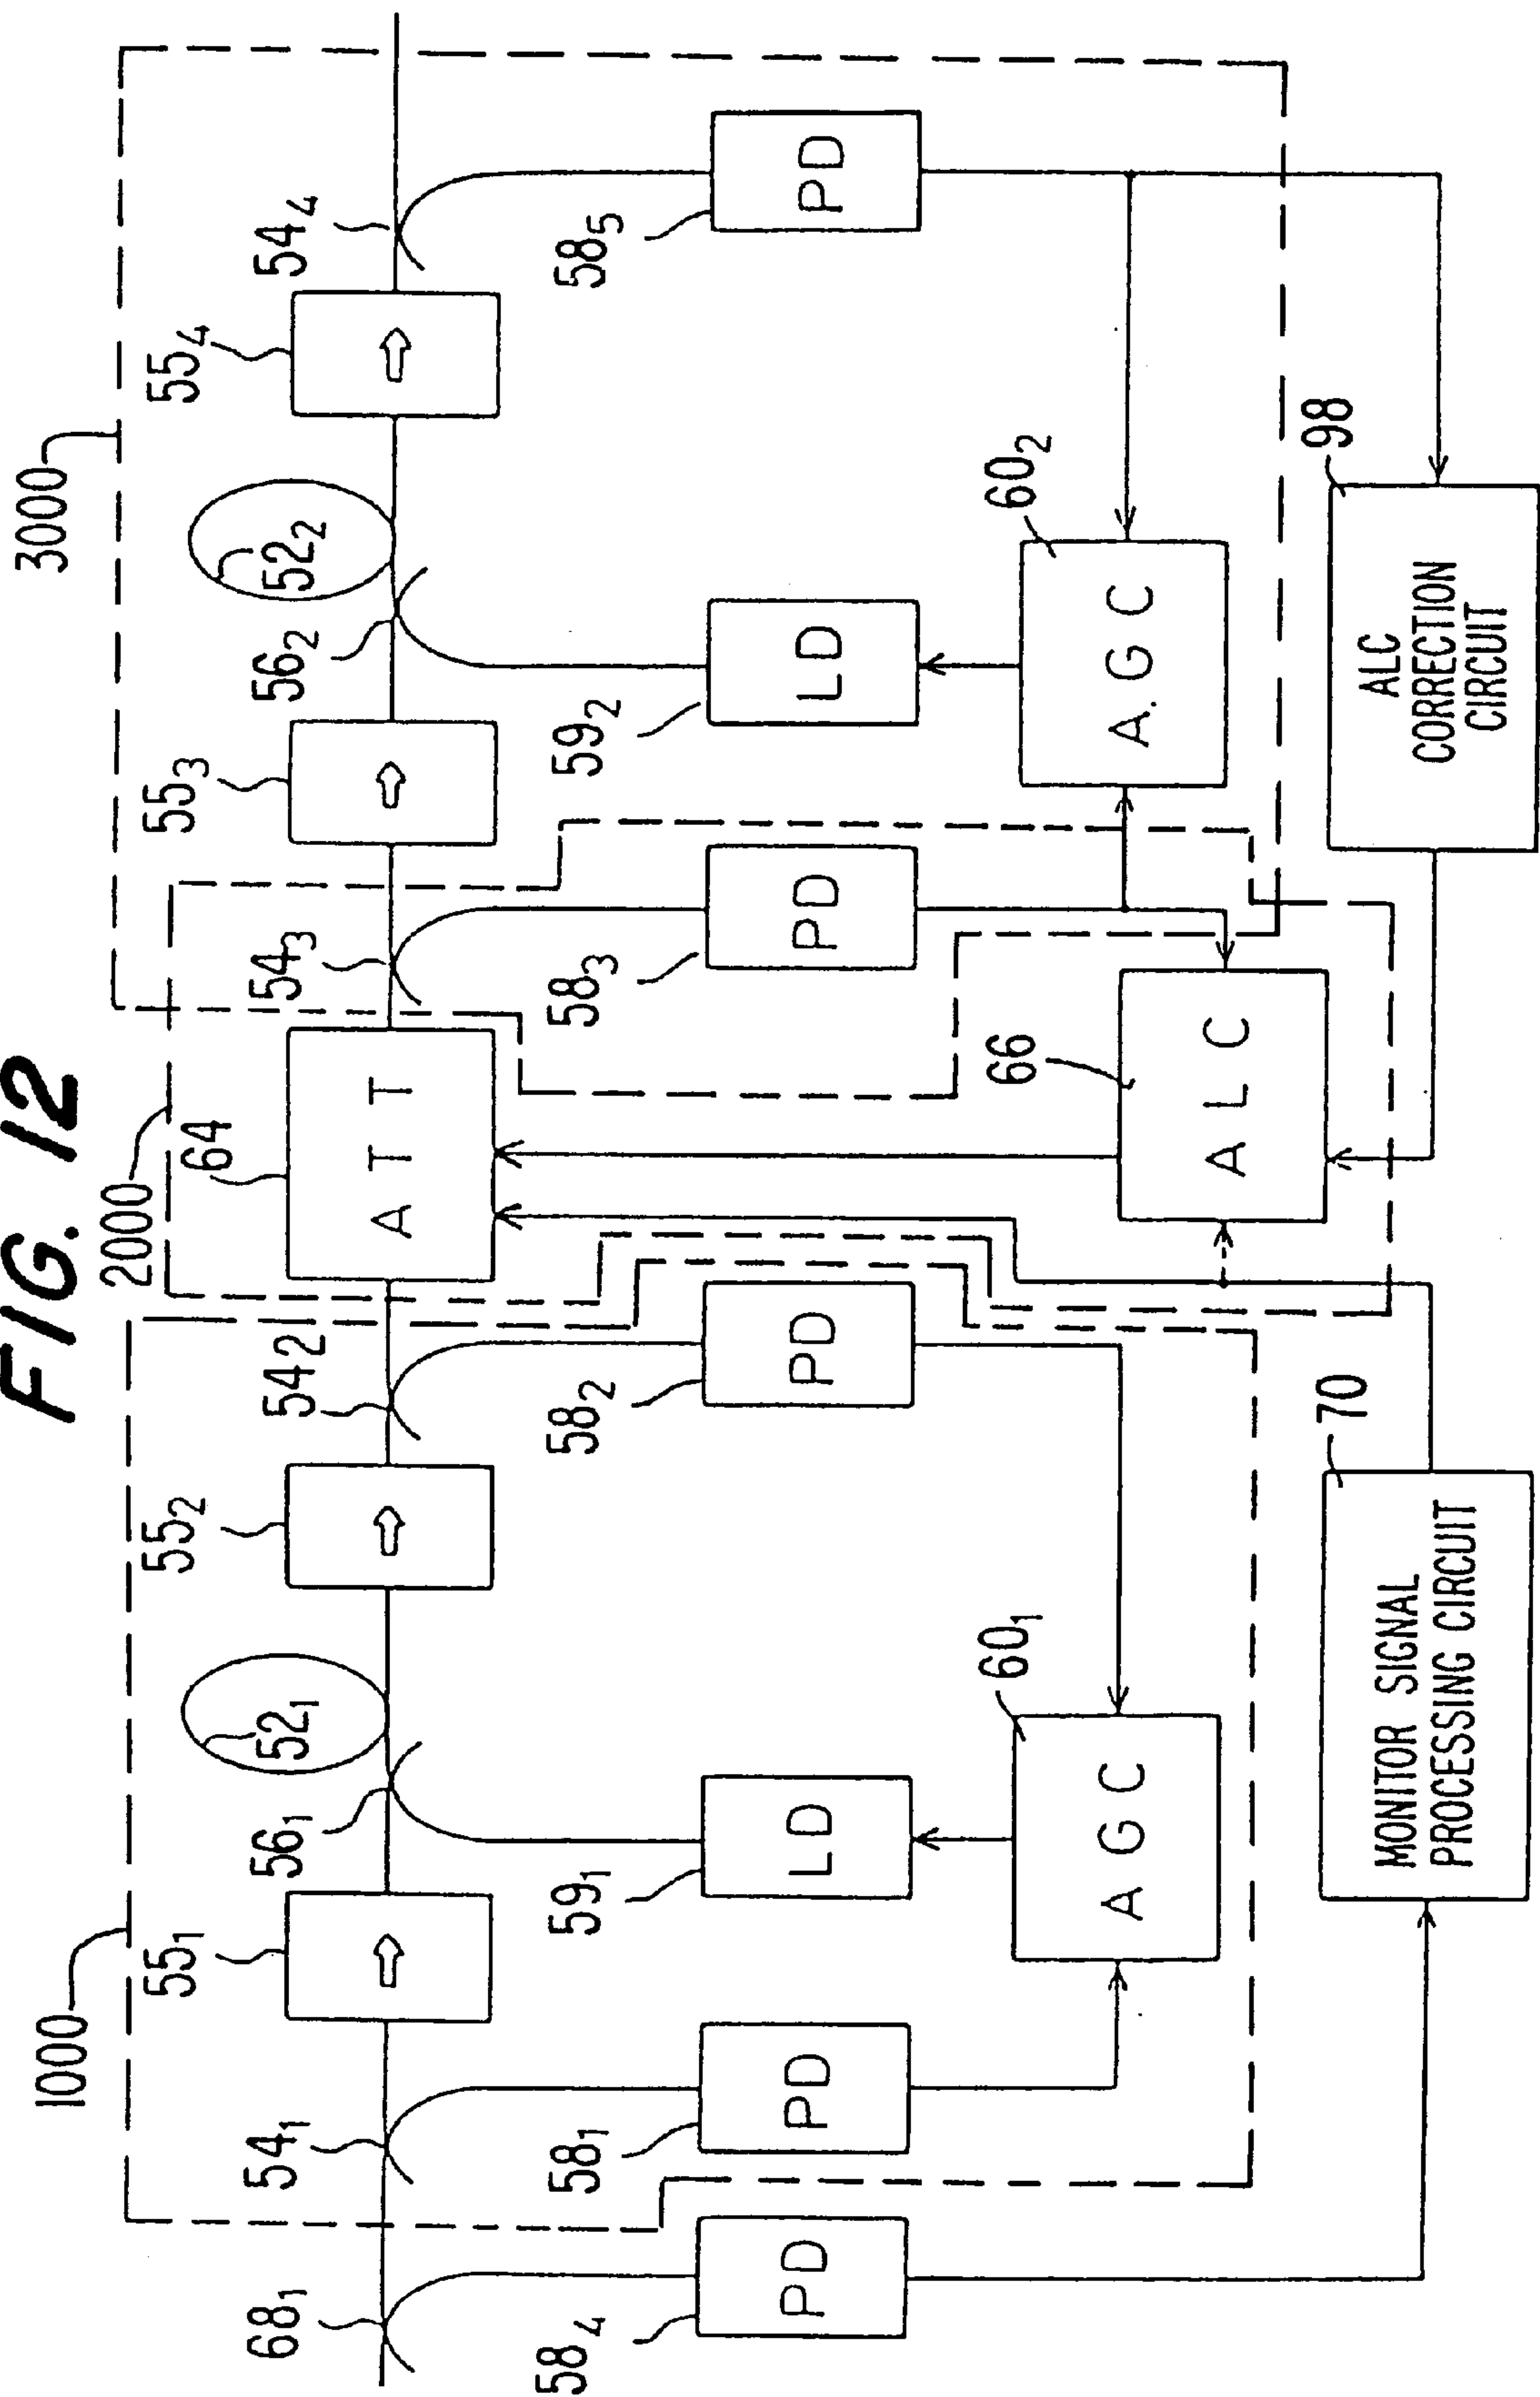 FIG. 12
1000
2000
3000
68₁
54₁
55₁
56₁
52₁
55₂
54₂
64
A T T
54₃
55₃
56₂
52₂
55₄
54₄
58₄
PD
58₁
PD
59₁
LD
58₂
PD
58₃
PD
59₂
LD
58₅
PD
60₁
A G C
66
A L C
60₂
A. G C
70
MONITOR SIGNAL
PROCESSING CIRCUIT
98
ALC
CORRECTION
CIRCUIT